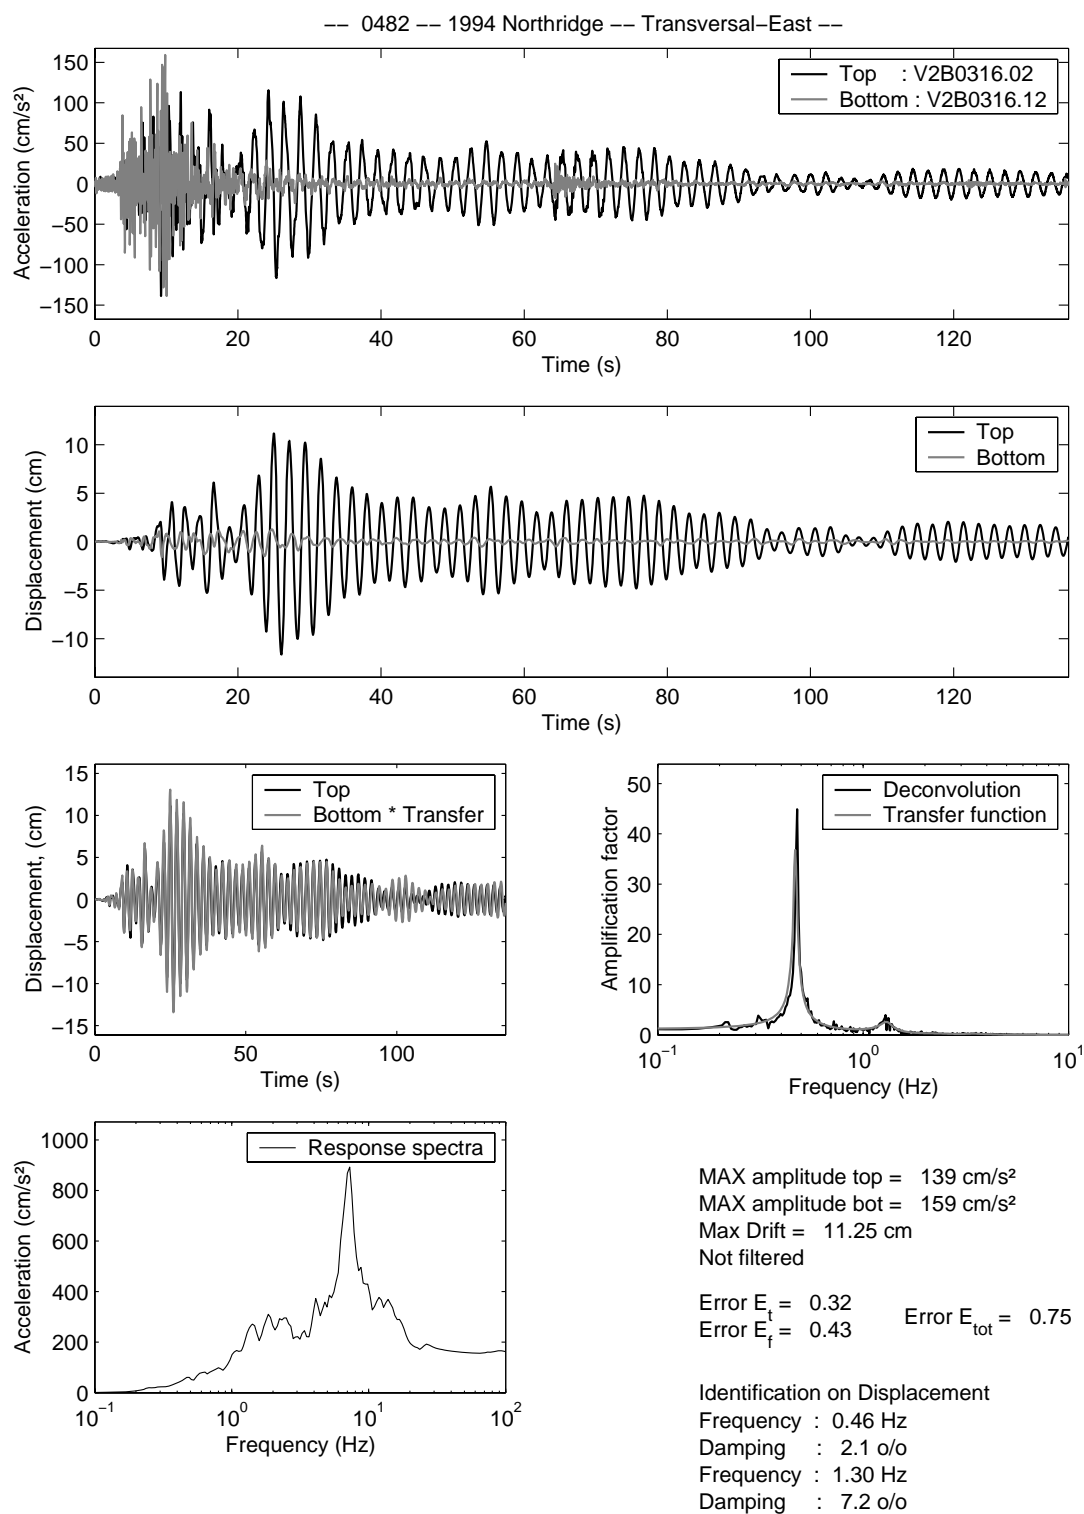 −− 0482 −− 1994 Northridge −− Transversal−East −−
150
100
50
0
−50
−100
−150
Acceleration (cm/s²)
Top : V2B0316.02
Bottom : V2B0316.12
0 20 40 60 80 100 120
Time (s)
10
5
0
−5
−10
Displacement (cm)
Top
Bottom
0 20 40 60 80 100 120
Time (s)
15
10
5
0
−5
−10
−15
Displacement, (cm)
Top
Bottom * Transfer
0 50 100
Time (s)
50
40
30
20
10
0
Amplification factor
Deconvolution
Transfer function
10⁻¹ 10⁰ 10¹
Frequency (Hz)
1000
800
600
400
200
0
Acceleration (cm/s²)
Response spectra
10⁻¹ 10⁰ 10¹ 10²
Frequency (Hz)
MAX amplitude top = 139 cm/s²
MAX amplitude bot = 159 cm/s²
Max Drift = 11.25 cm
Not filtered
Error E_t = 0.32
Error E_f = 0.43
Error E_tot = 0.75
Identification on Displacement
Frequency : 0.46 Hz
Damping : 2.1 o/o
Frequency : 1.30 Hz
Damping : 7.2 o/o